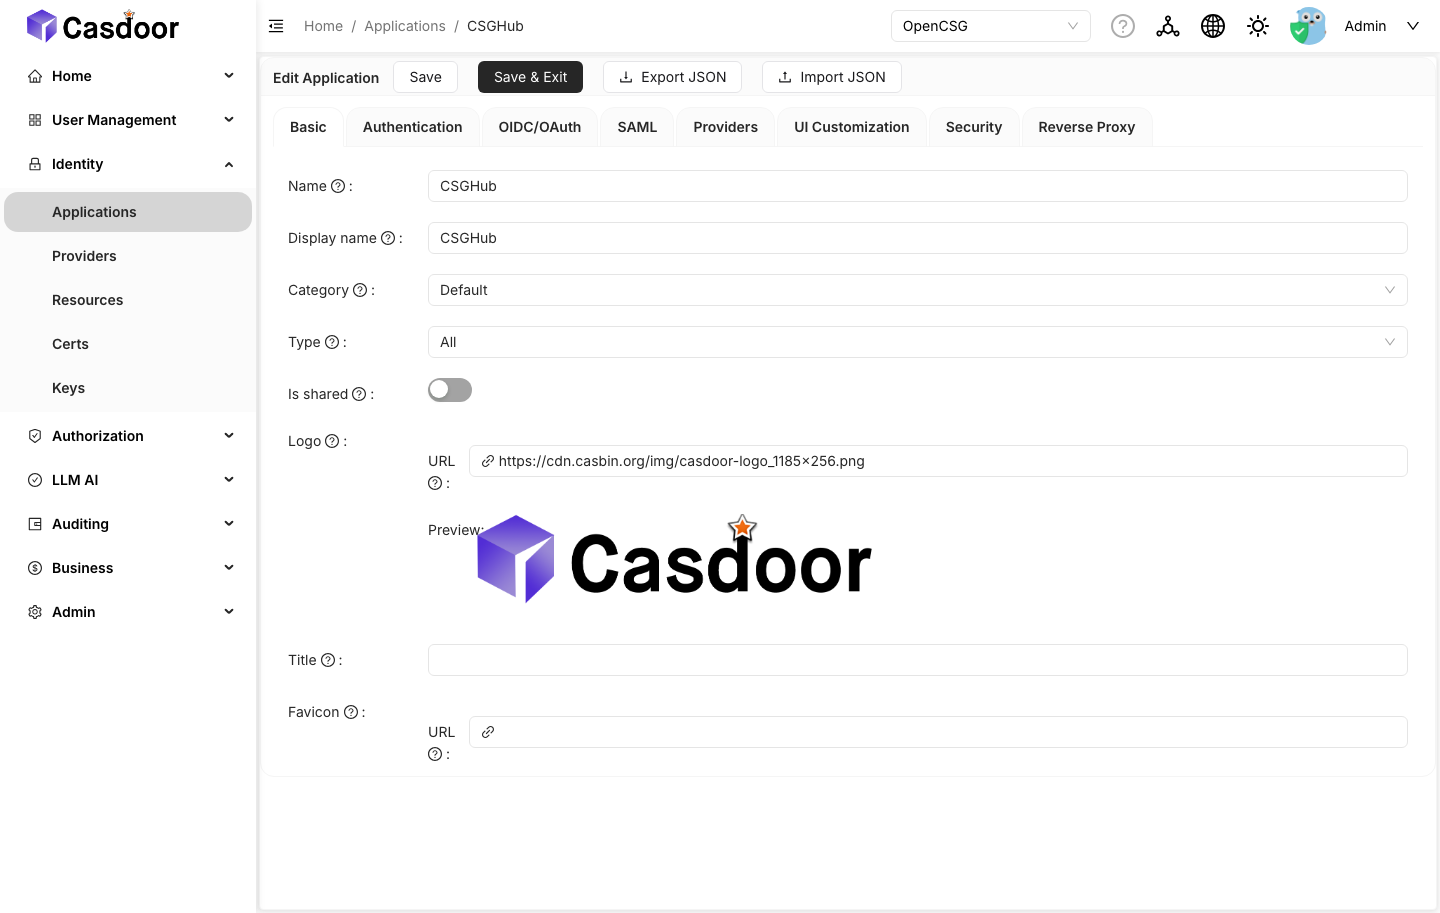 Casdoor
Home
User Management
Identity
Applications
Providers
Resources
Certs
Keys
Authorization
LLM AI
Auditing
Business
Admin
Home / Applications / CSGHub
OpenCSG
Admin
Edit Application
Save
Save & Exit
Export JSON
Import JSON
Basic
Authentication
OIDC/OAuth
SAML
Providers
UI Customization
Security
Reverse Proxy
Name ? :
CSGHub
Display name ? :
CSGHub
Category ? :
Default
Type ? :
All
Is shared ? :
Logo ? :
URL ? :
https://cdn.casbin.org/img/casdoor-logo_1185x256.png
Preview:
Casdoor
Title ? :
Favicon ? :
URL ? :